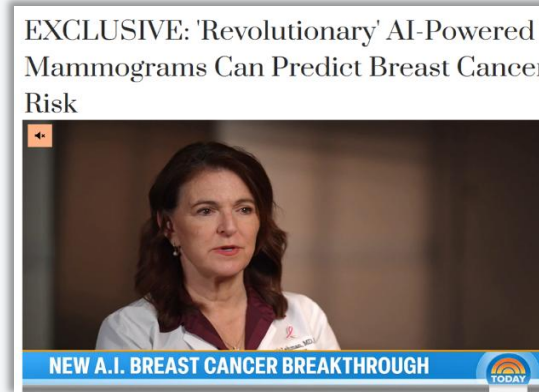 EXCLUSIVE: 'Revolutionary' AI-Powered
Mammograms Can Predict Breast Cancer
Risk
NEW A.I. BREAST CANCER BREAKTHROUGH
TODAY